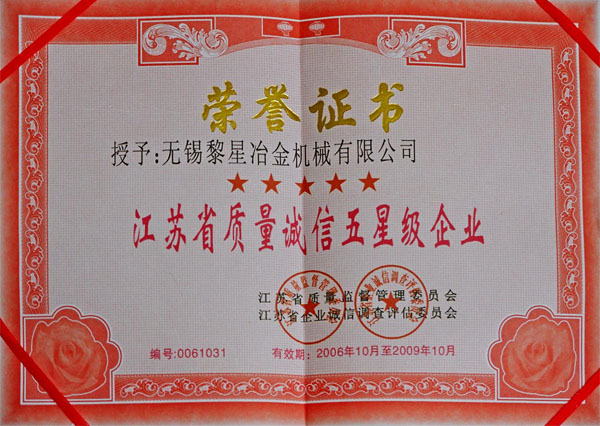 荣誉证书
授予:无锡黎星冶金机械有限公司
★★★★★
江苏省质量诚信五星级企业
江苏省质量监督管理委员会
江苏省企业诚信调查评估委员会
编号:0061031 有效期:2006年10月至2009年10月